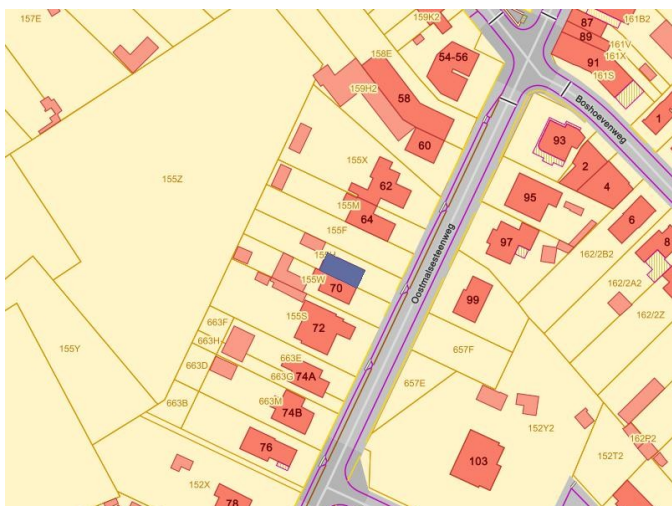 157E
159K2
161B2
87
89
161V
161X
91
161S
158E
54-56
159H2
58
Boshoevenweg
1
60
93
155X
2
155Z
62
4
155M
95
64
6
155F
97
162/2B2
8
155W
70
162/2A2
99
162/2Z
Oostmalsesteenweg
155S
663F
72
663H
657F
155Y
663E
663D
663G
74A
657E
663B
663M
74B
152Y2
162P2
76
103
152T2
152X
78